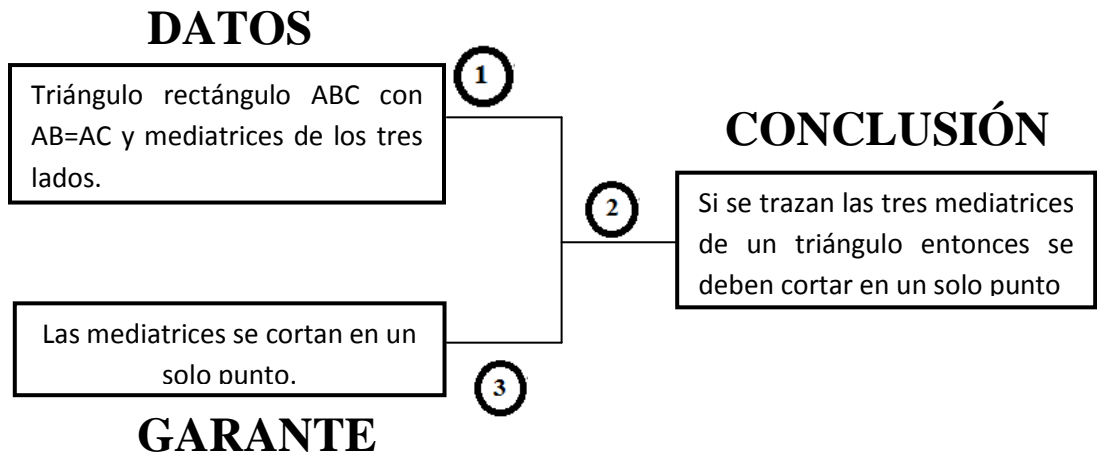 DATOS
Triángulo rectángulo ABC con
AB=AC y mediatrices de los tres
lados.
1
CONCLUSIÓN
2
Si se trazan las tres mediatrices
de un triángulo entonces se
deben cortar en un solo punto
Las mediatrices se cortan en un
solo punto.
3
GARANTE